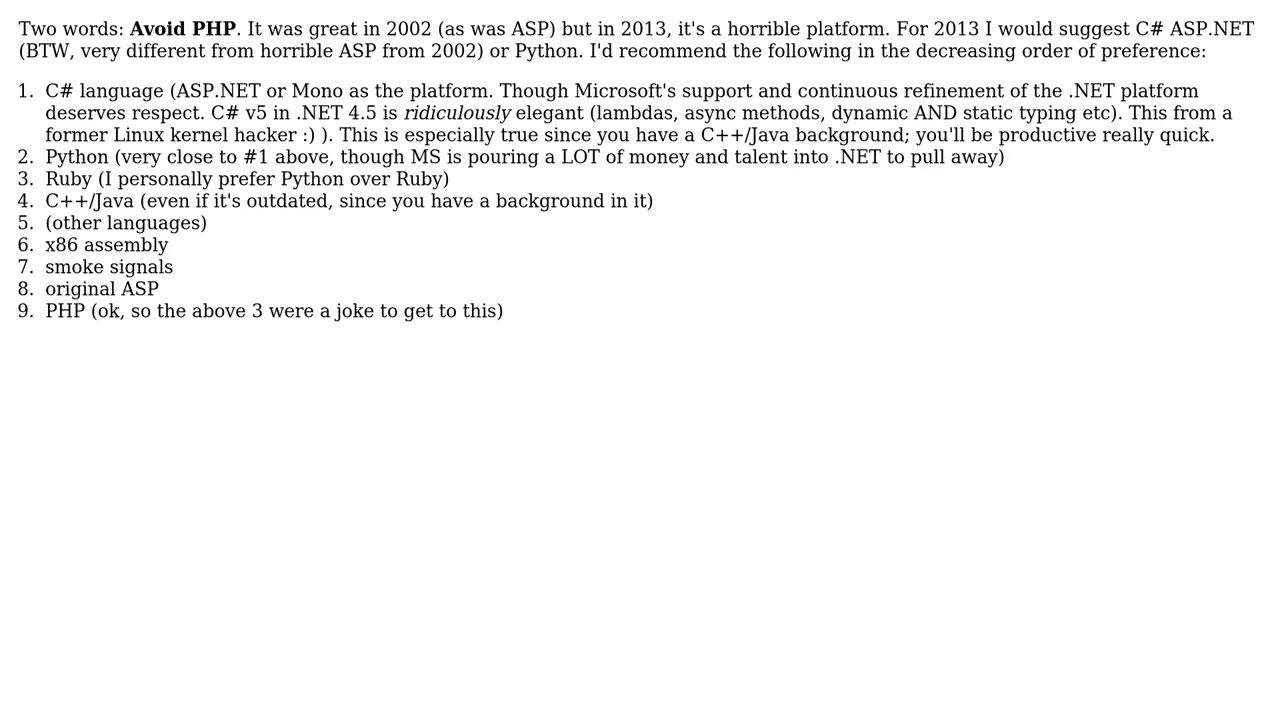 Two words: Avoid PHP. It was great in 2002 (as was ASP) but in 2013, it's a horrible platform. For 2013 I would suggest C# ASP.NET
(BTW, very different from horrible ASP from 2002) or Python. I'd recommend the following in the decreasing order of preference:
1. C# language (ASP.NET or Mono as the platform. Though Microsoft's support and continuous refinement of the .NET platform
deserves respect. C# v5 in .NET 4.5 is ridiculously elegant (lambdas, async methods, dynamic AND static typing etc). This from a
former Linux kernel hacker :) ). This is especially true since you have a C++/Java background; you'll be productive really quick.
2. Python (very close to #1 above, though MS is pouring a LOT of money and talent into .NET to pull away)
3. Ruby (I personally prefer Python over Ruby)
4. C++/Java (even if it's outdated, since you have a background in it)
5. (other languages)
6. x86 assembly
7. smoke signals
8. original ASP
9. PHP (ok, so the above 3 were a joke to get to this)